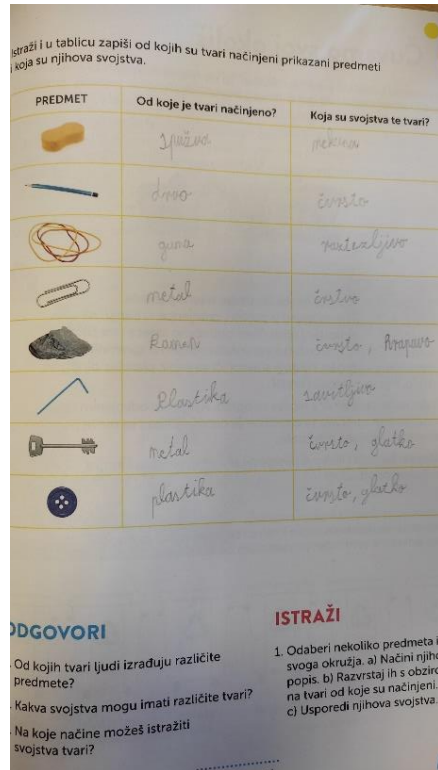 Istraži i u tablicu zapiši od kojih su tvari načinjeni prikazani predmeti
i koja su njihova svojstva.
PREDMET Od koje je tvari načinjeno? Koja su svojstva te tvari?
spužva mekana
drvo čvrsto
guma rastezljivo
metal črstvo
kamen čvrsto, hrapavo
plastika savitljivo
metal čvrsto, glatko
plastika čvrsto, glatko
ODGOVORI
Od kojih tvari ljudi izrađuju različite
predmete?
Kakva svojstva mogu imati različite tvari?
Na koje načine možeš istražiti
svojstva tvari?
ISTRAŽI
1. Odaberi nekoliko predmeta i
svoga okružja. a) Načini njiho
popis. b) Razvrstaj ih s obziro
na tvari od koje su načinjeni.
c) Usporedi njihova svojstva.